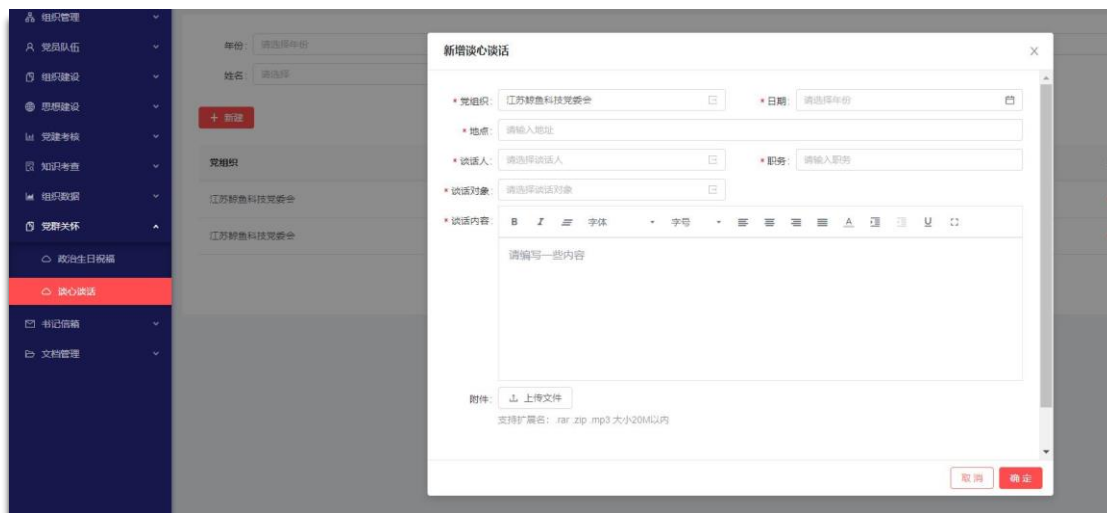 组织管理
党员队伍
组织建设
思想建设
党建考核
知识考查
组织数据
党群关怀
政治生日祝福
谈心谈话
书记信箱
文档管理
年份: 请选择年份
姓名: 请选择
+ 新建
党组织
江苏鲸鱼科技党委会
江苏鲸鱼科技党委会
新增谈心谈话
* 党组织: 江苏鲸鱼科技党委会 * 日期: 请选择年份
* 地点: 请输入地址
* 谈话人: 请选择谈话人 * 职务: 请输入职务
* 谈话对象: 请选择谈话对象
* 谈话内容: B I 字体 字号 A U
请编写一些内容
附件: 上传文件
支持扩展名: .rar .zip .mp3 大小20M以内
取消 确定